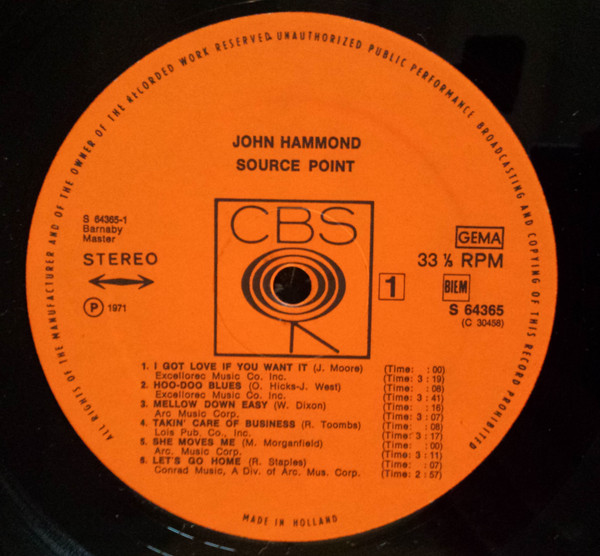 ALL RIGHTS OF THE MANUFACTURER AND OF THE OWNER OF THE RECORDED WORK RESERVED UNAUTHORIZED PUBLIC PERFORMANCE BROADCASTING AND COPYING OF THIS RECORD PROHIBITED
JOHN HAMMOND
SOURCE POINT
S 64365-1
Barnaby
Master
STEREO
P 1971
CBS
GEMA
33 ⅓ RPM
1
BIEM
S 64365
(C 30458)
1. I GOT LOVE IF YOU WANT IT (J. Moore) (Time: :00)
Excellorec Music Co. Inc. (Time: 3 : 19)
2. HOO-DOO BLUES (O. Hicks-J. West) (Time: :08)
Excellorec Music Co. Inc. (Time: 3 : 41)
3. MELLOW DOWN EASY (W. Dixon) (Time: :16)
Arc Music Corp. (Time: 3 : 07)
4. TAKIN' CARE OF BUSINESS (R. Toombs) (Time: :08)
Lois Pub. Co., Inc. (Time: 3 : 17)
5. SHE MOVES ME (M. Morganfield) (Time: :00)
Arc. Music Corp. (Time: 3 : 11)
6. LET'S GO HOME (R. Staples) (Time: :07)
Conrad Music, A Div. of Arc. Mus. Corp. (Time: 2 : 57)
MADE IN HOLLAND